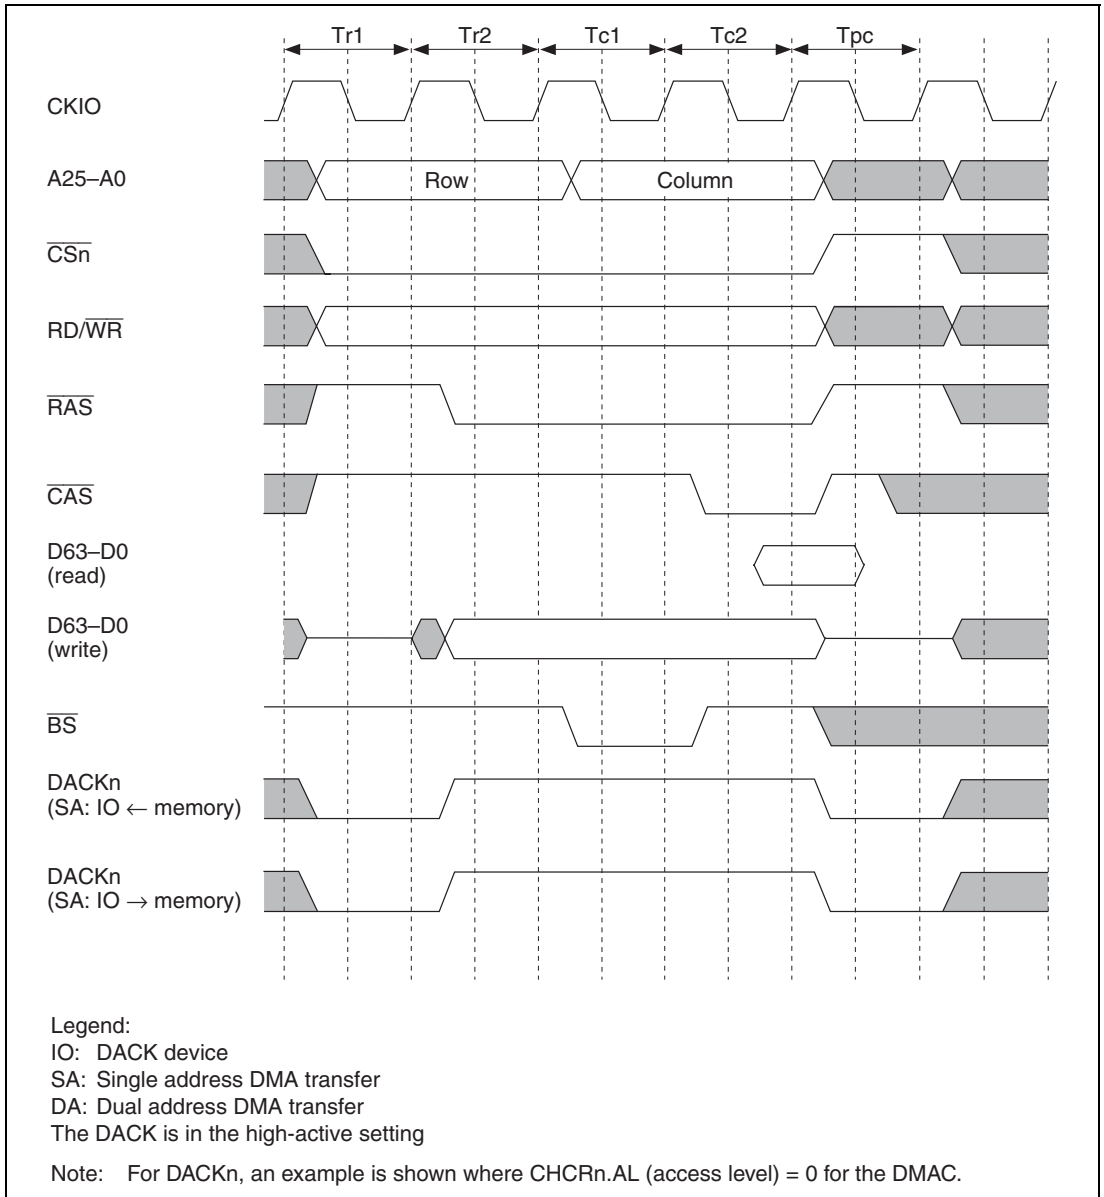 Tr1 Tr2 Tc1 Tc2 Tpc
CKIO
A25–A0 Row Column
CSn
RD/WR
RAS
CAS
D63–D0
(read)
D63–D0
(write)
BS
DACKn
(SA: IO ← memory)
DACKn
(SA: IO → memory)
Legend:
IO: DACK device
SA: Single address DMA transfer
DA: Dual address DMA transfer
The DACK is in the high-active setting
Note: For DACKn, an example is shown where CHCRn.AL (access level) = 0 for the DMAC.